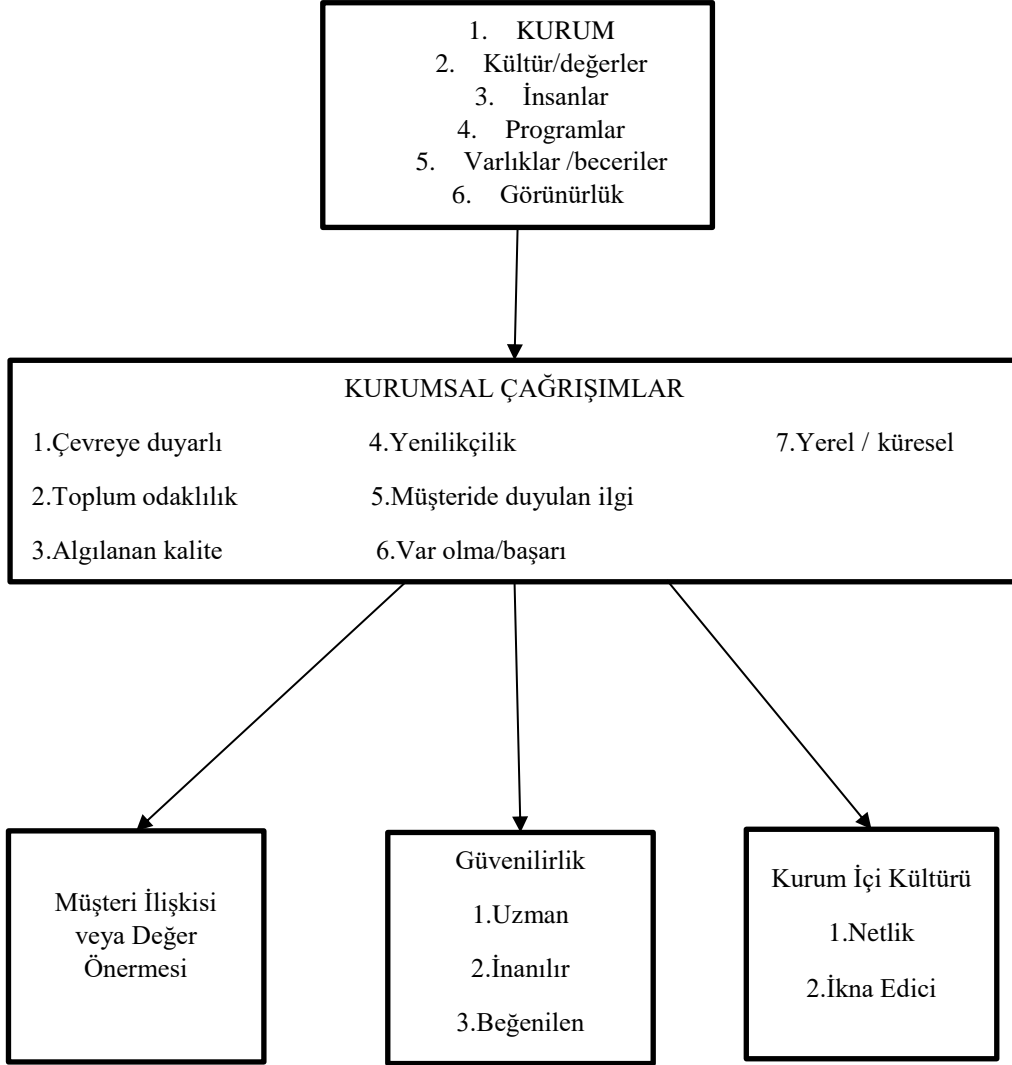 1. KURUM
2. Kültür/değerler
3. İnsanlar
4. Programlar
5. Varlıklar /beceriler
6. Görünürlük
KURUMSAL ÇAĞRIŞIMLAR
1.Çevreye duyarlı 4.Yenilikçilik 7.Yerel / küresel
2.Toplum odaklılık 5.Müşteride duyulan ilgi
3.Algılanan kalite 6.Var olma/başarı
Müşteri İlişkisi
veya Değer
Önermesi
Güvenilirlik
1.Uzman
2.İnanılır
3.Beğenilen
Kurum İçi Kültürü
1.Netlik
2.İkna Edici